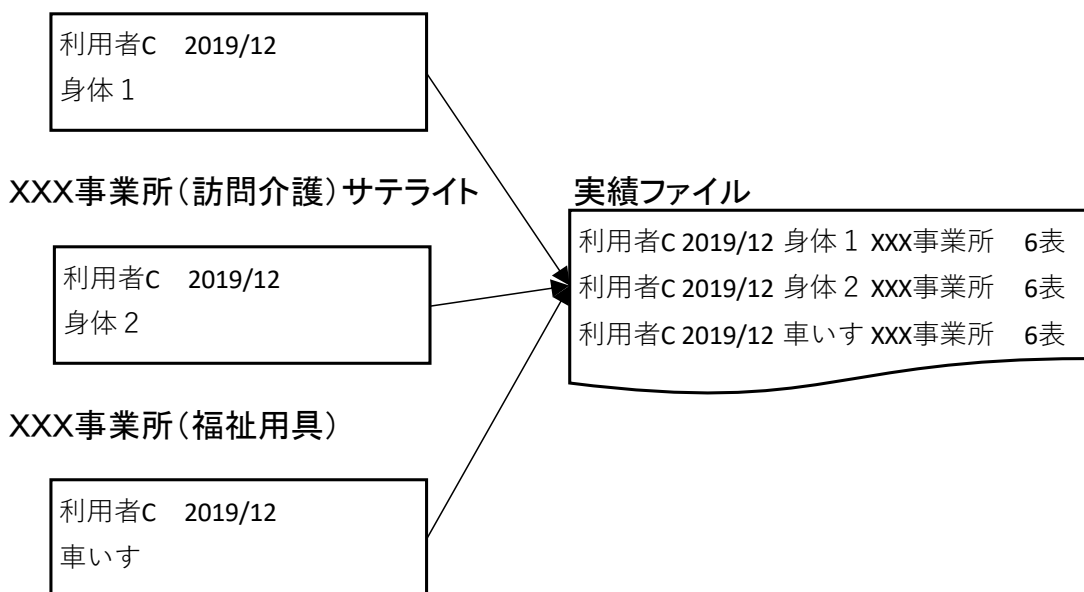 利用者C　2019/12
身体１
XXX事業所（訪問介護）サテライト
利用者C　2019/12
身体２
XXX事業所（福祉用具）
利用者C　2019/12
車いす
実績ファイル
利用者C 2019/12 身体１ XXX事業所　6表
利用者C 2019/12 身体２ XXX事業所　6表
利用者C 2019/12 車いす XXX事業所　6表